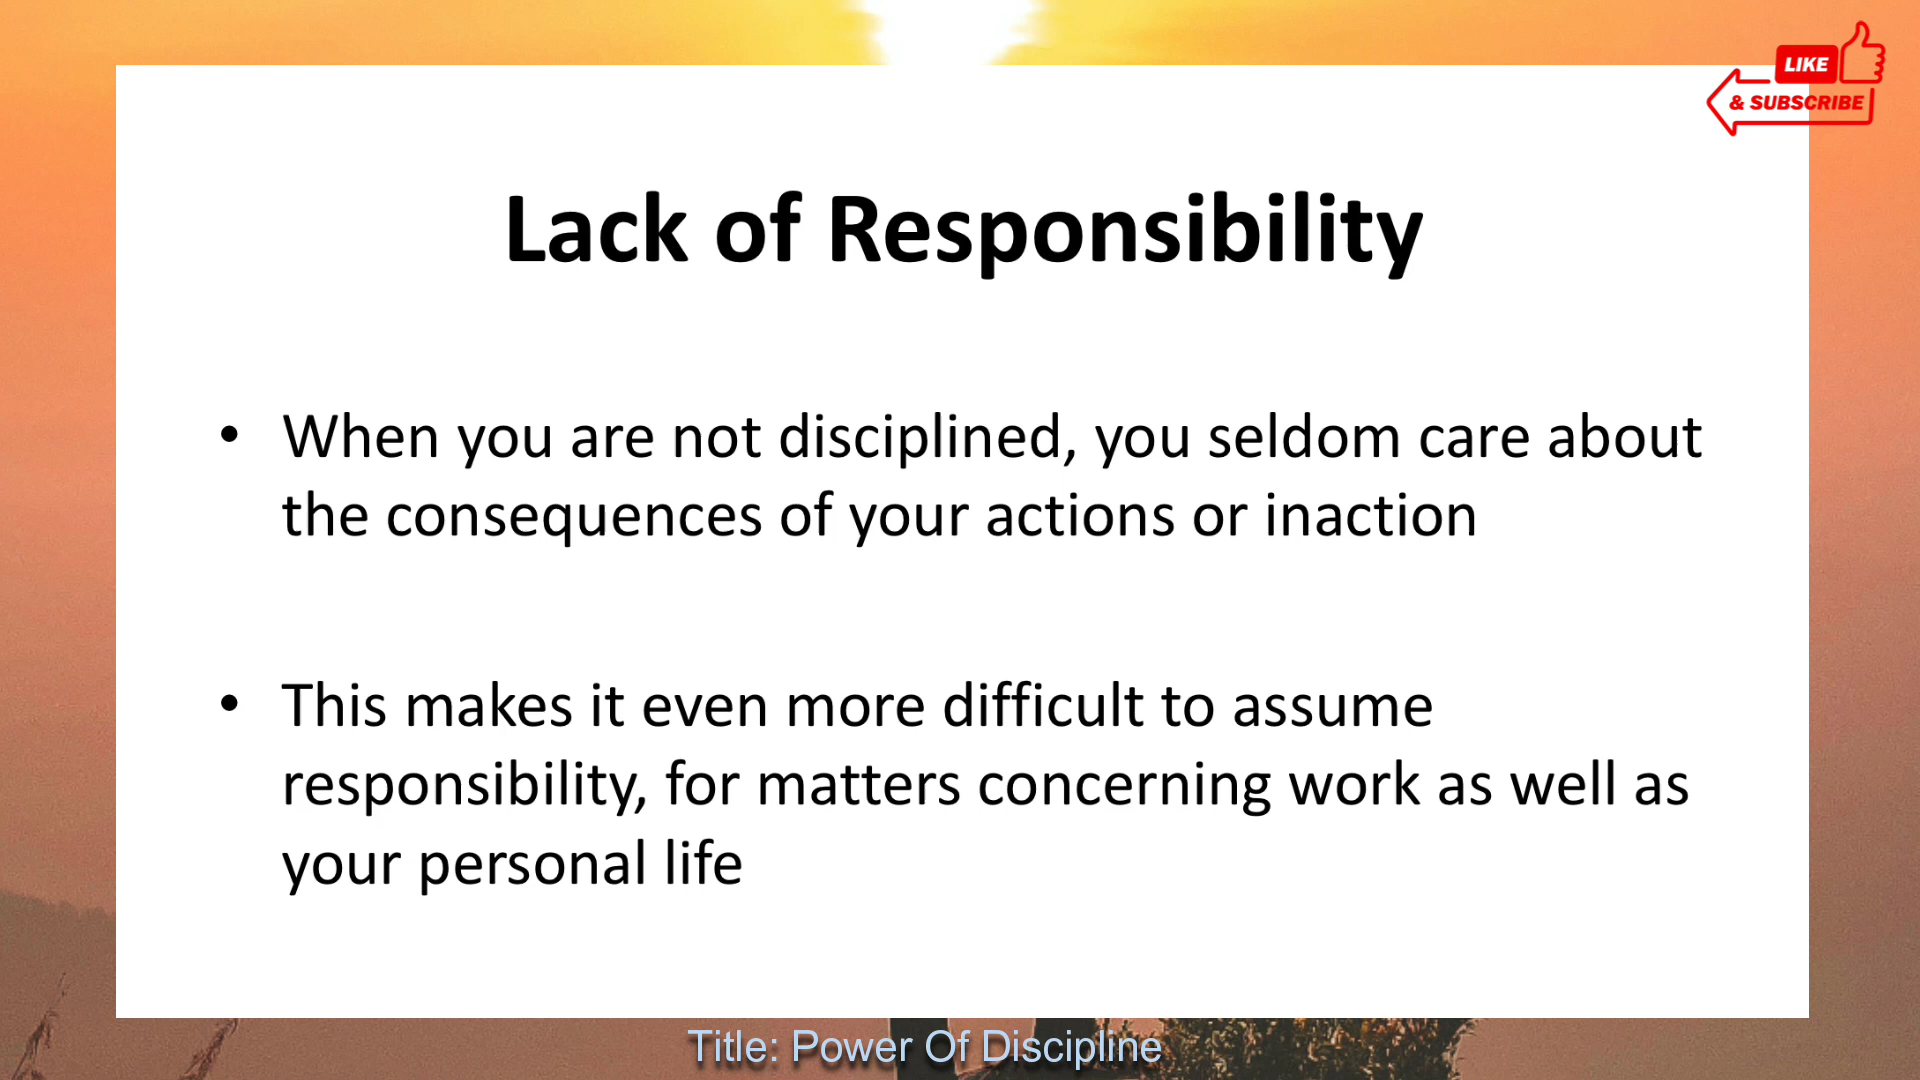 LIKE
& SUBSCRIBE
Lack of Responsibility
• When you are not disciplined, you seldom care about
the consequences of your actions or inaction
• This makes it even more difficult to assume
responsibility, for matters concerning work as well as
your personal life
Title: Power Of Discipline